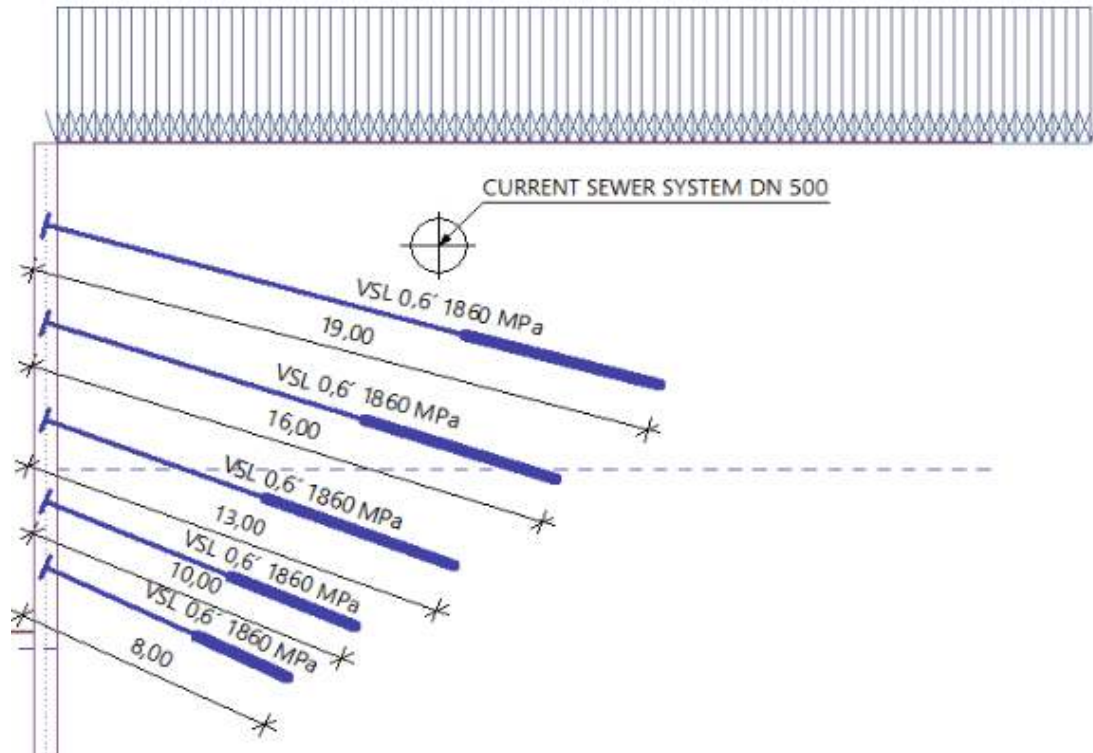 CURRENT SEWER SYSTEM DN 500
VSL 0,6´ 1860 MPa
19,00
VSL 0,6´ 1860 MPa
16,00
VSL 0,6´ 1860 MPa
13,00
VSL 0,6´ 1860 MPa
10,00
VSL 0,6´ 1860 MPa
8,00